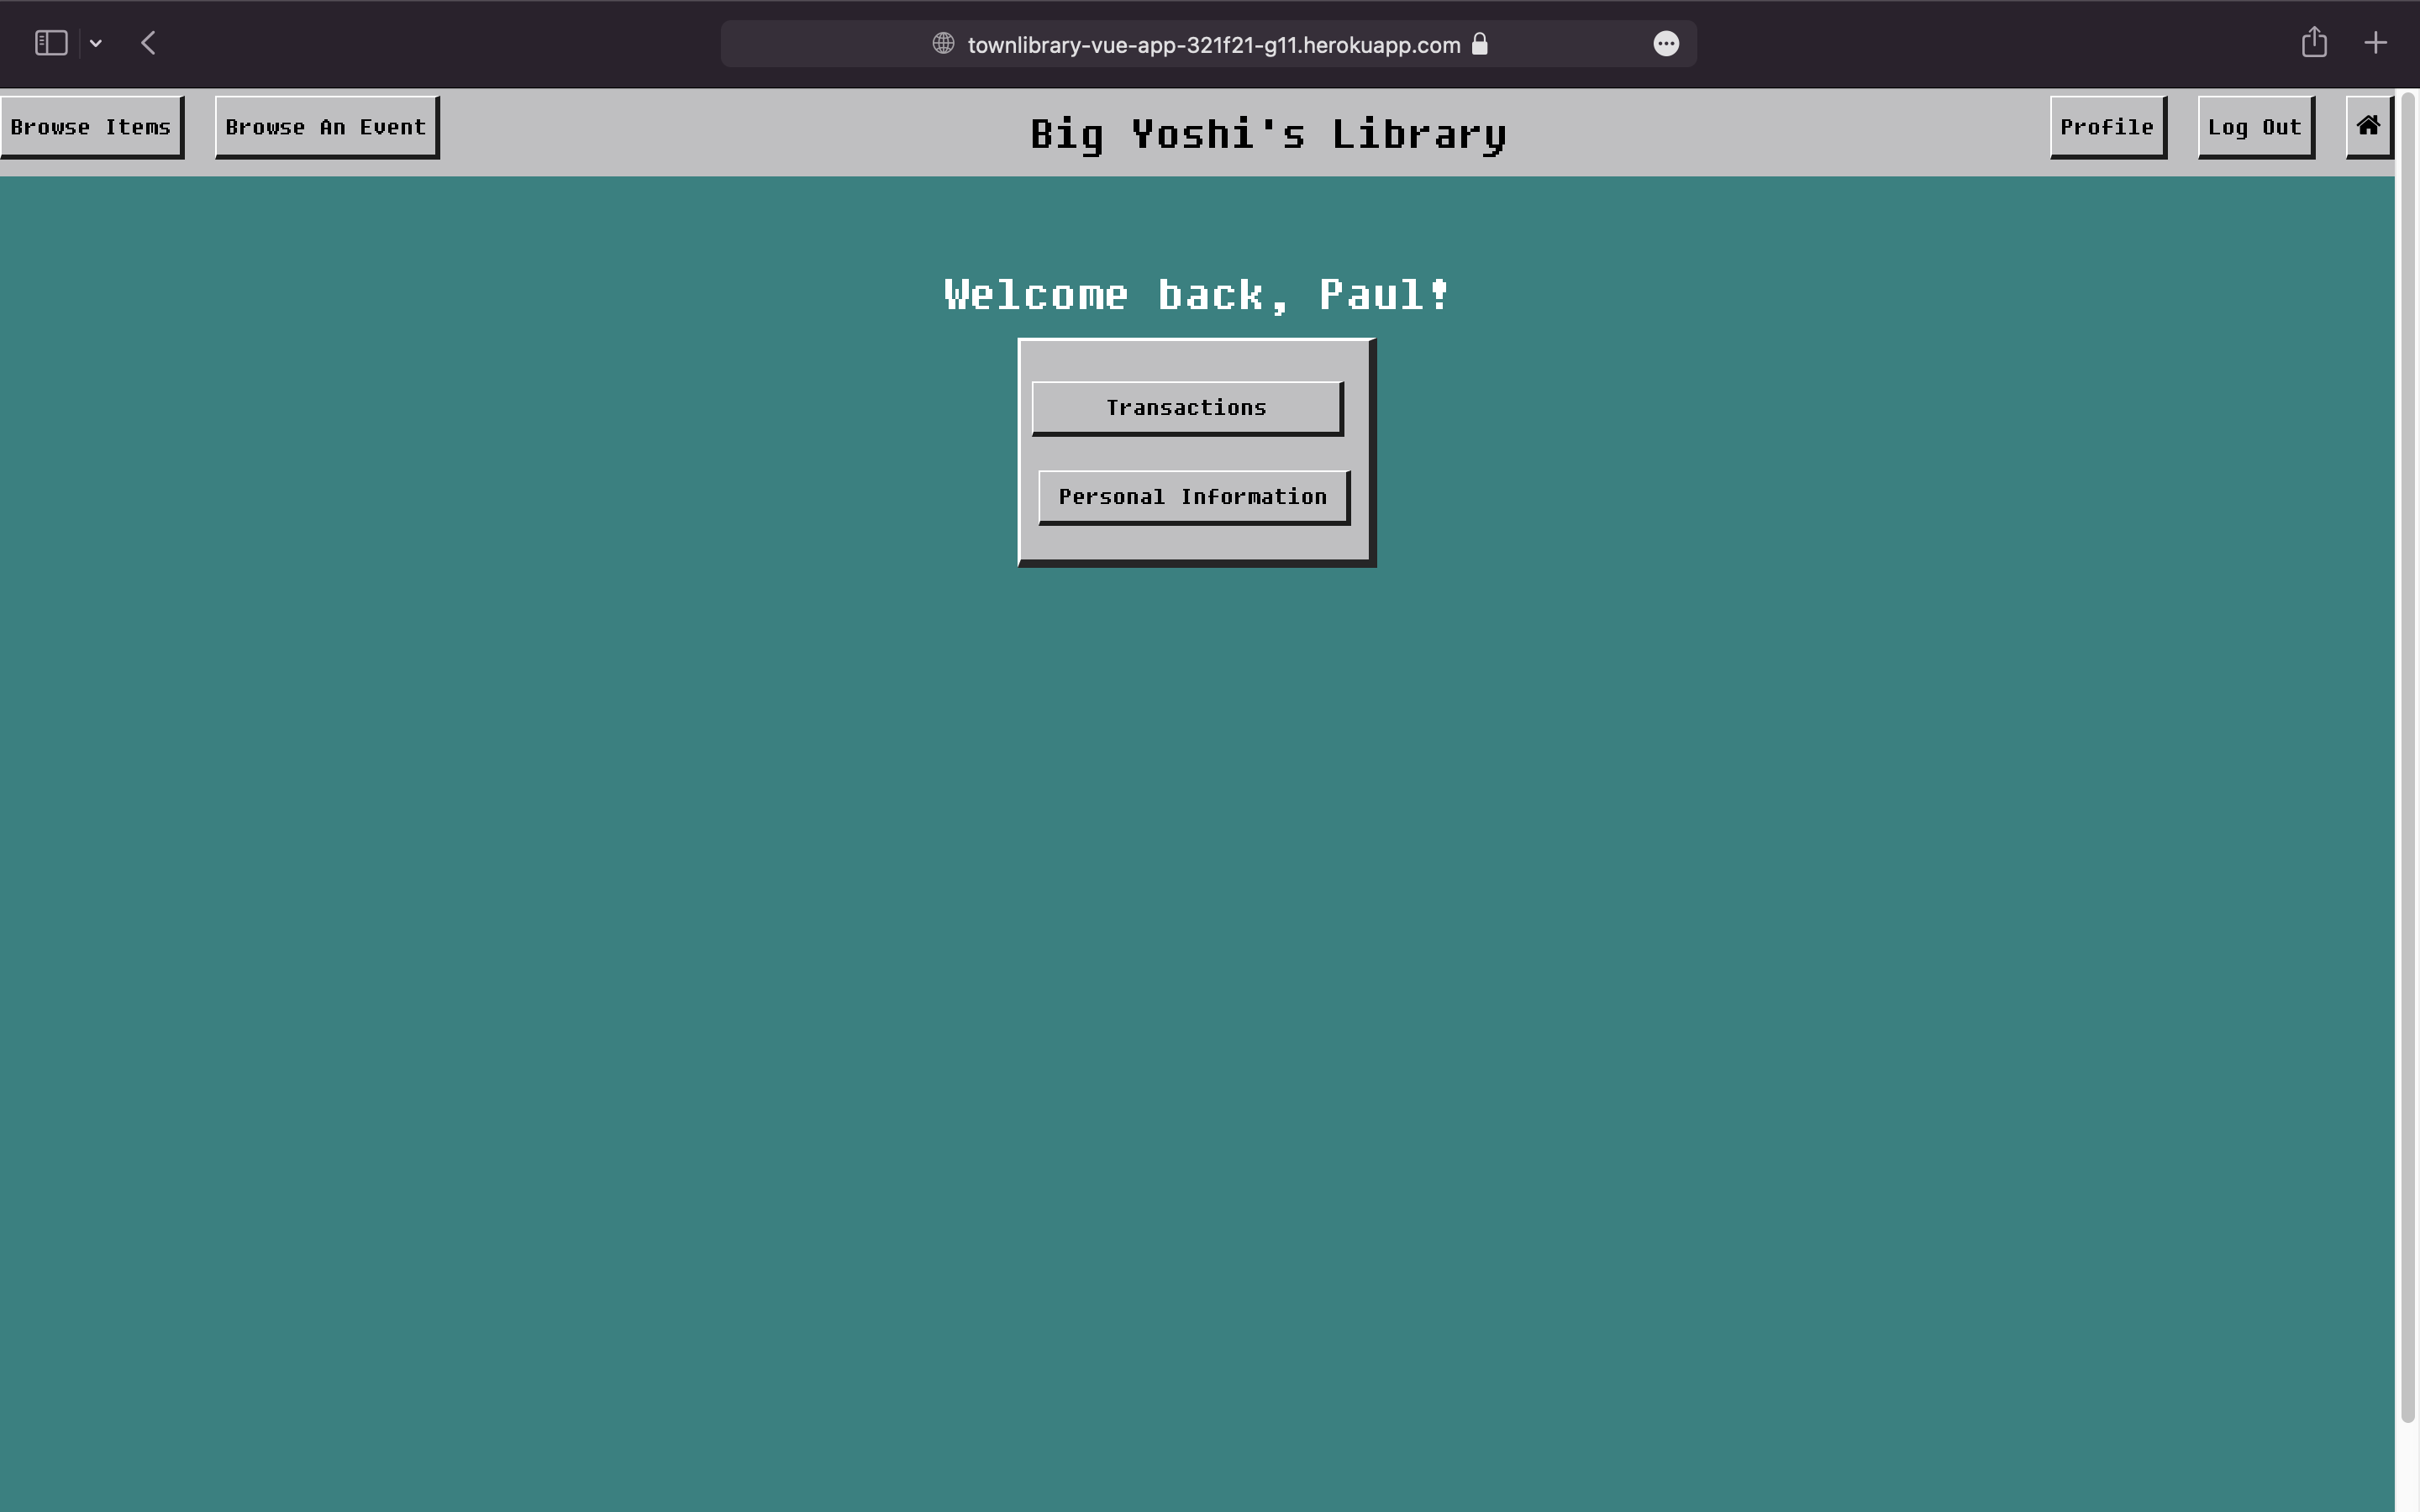 townlibrary-vue-app-321f21-g11.herokuapp.com
Browse Items
Browse An Event
Big Yoshi's Library
Profile
Log Out
Welcome back, Paul!
Transactions
Personal Information